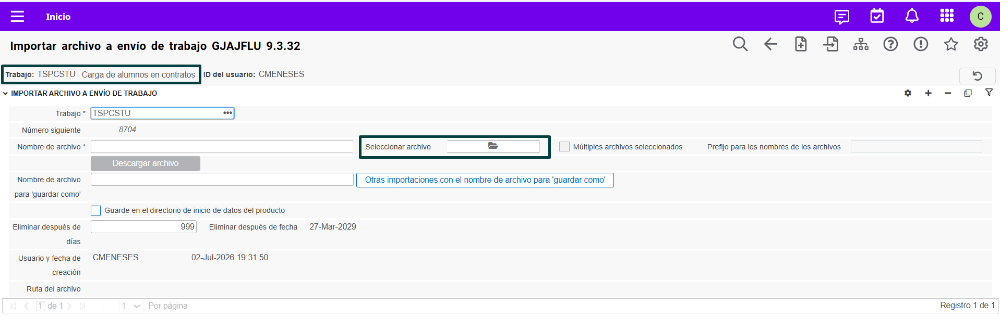 Inicio
C
Importar archivo a envío de trabajo GJAJFLU 9.3.32
Trabajo: TSPCSTU Carga de alumnos en contratos ID del usuario: CMENESES
IMPORTAR ARCHIVO A ENVÍO DE TRABAJO
Trabajo * TSPCSTU
Número siguiente 8704
Nombre de archivo * Seleccionar archivo Múltiples archivos seleccionados Prefijo para los nombres de los archivos
Descargar archivo
Nombre de archivo
para 'guardar como'
Otras importaciones con el nombre de archivo para 'guardar como'
Guarde en el directorio de inicio de datos del producto
Eliminar después de
días
999 Eliminar después de fecha 27-Mar-2029
Usuario y fecha de
creación
CMENESES 02-Jul-2026 19:31:50
Ruta del archivo
1 de 1 1 Por página Registro 1 de 1